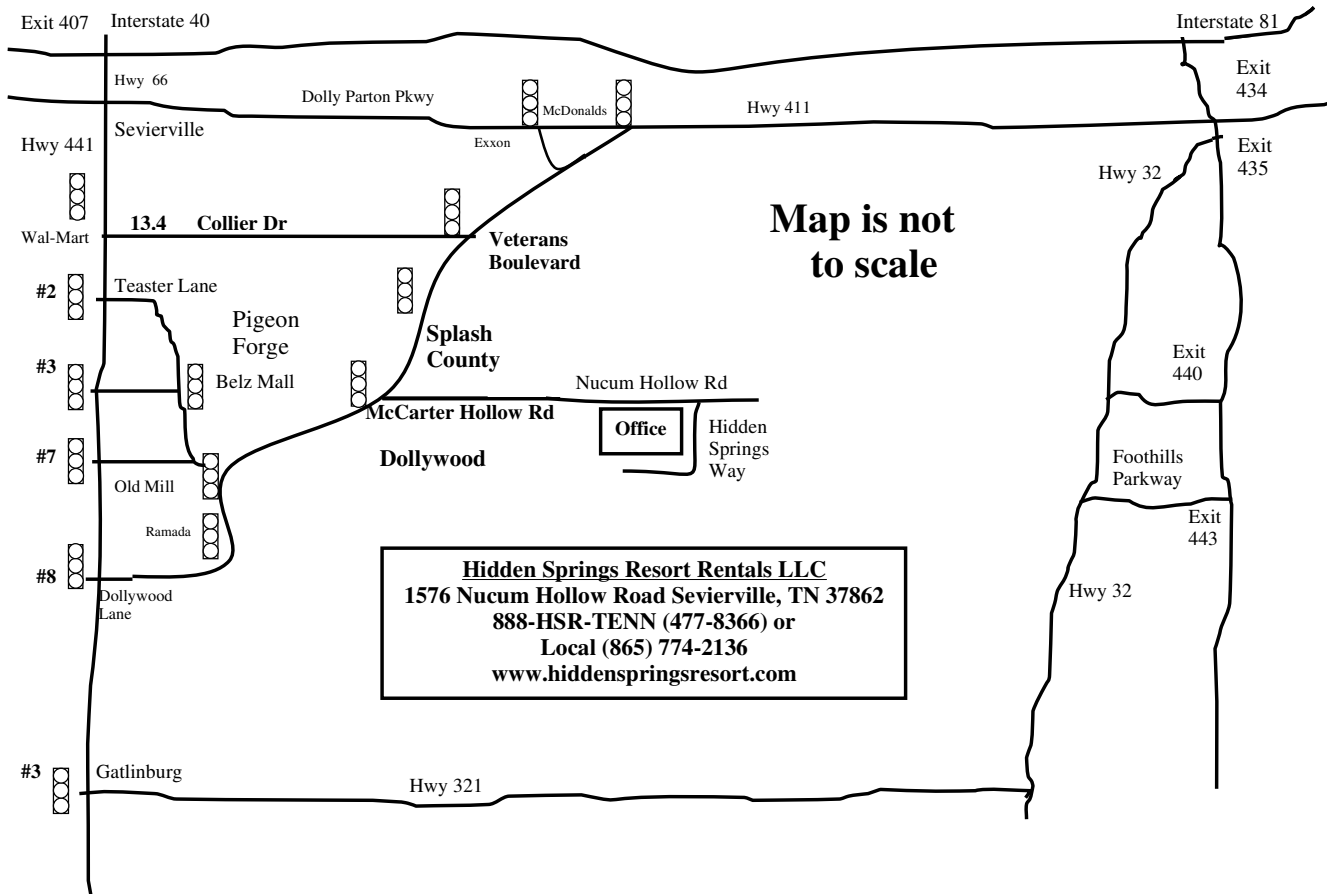 Exit 407 Interstate 40
Interstate 81
Hwy 66
Exit
434
Dolly Parton Pkwy
McDonalds
Hwy 411
Sevierville
Exxon
Hwy 441
Exit
435
Hwy 32
Wal-Mart
13.4 Collier Dr
Veterans
Boulevard
Map is not
to scale
#2
Teaster Lane
Pigeon
Forge
Splash
County
#3
Belz Mall
Nucum Hollow Rd
Exit
440
McCarter Hollow Rd
Office
Hidden
Springs
Way
#7
Dollywood
Foothills
Parkway
Old Mill
Ramada
Exit
443
#8
Dollywood
Lane
Hwy 32
Hidden Springs Resort Rentals LLC
1576 Nucum Hollow Road Sevierville, TN 37862
888-HSR-TENN (477-8366) or
Local (865) 774-2136
www.hiddenspringsresort.com
#3
Gatlinburg
Hwy 321